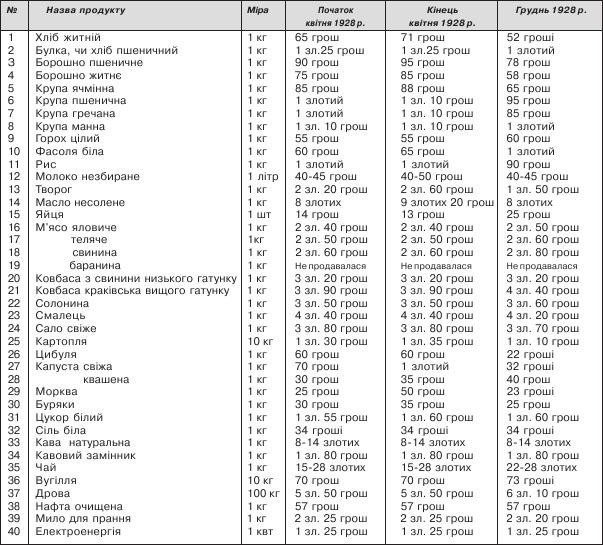 № Назва продукту Міра Початок квітня 1928 р. Кінець квітня 1928 р. Грудень 1928 р.
1 Хліб житній 1 кг 65 грош 71 грош 52 гроші
2 Булка, чи хліб пшеничний 1 кг 1 зл.25 грош 1 зл.25 грош 1 злотий
3 Борошно пшеничне 1 кг 90 грош 95 грош 78 грош
4 Борошно житнє 1 кг 75 грош 85 грош 58 грош
5 Крупа ячмінна 1 кг 85 грош 88 грош 65 грош
6 Крупа пшенична 1 кг 1 злотий 1 зл. 10 грош 95 грош
7 Крупа гречана 1 кг 1 злотий 1 зл. 10 грош 85 грош
8 Крупа манна 1 кг 1 зл. 10 грош 1 зл. 10 грош 1 злотий
9 Горох цілий 1 кг 55 грош 55 грош 60 грош
10 Фасоля біла 1 кг 60 грош 65 грош 1 злотий
11 Рис 1 кг 1 злотий 1 злотий 90 грош
12 Молоко незбиране 1 літр 40-45 грош 40-50 грош 40-45 грош
13 Творог 1 кг 2 зл. 20 грош 2 зл. 60 грош 1 зл. 50 грош
14 Масло несолене 1 кг 8 злотих 9 злотих 20 грош 8 злотих
15 Яйця 1 шт 14 грош 13 грош 25 грош
16 М'ясо яловиче 1 кг 2 зл. 40 грош 2 зл. 40 грош 2 зл. 50 грош
17 теляче 1кг 2 зл. 50 грош 2 зл. 50 грош 2 зл. 60 грош
18 свинина 1 кг 2 зл. 60 грош 2 зл. 60 грош 2 зл. 80 грош
19 баранина 1 кг Не продавалася Не продавалася Не продавалася
20 Ковбаса з свинини низького гатунку 1 кг 3 зл. 20 грош 3 зл. 20 грош 3 зл. 20 грош
21 Ковбаса краківська вищого гатунку 1 кг 3 зл. 90 грош 3 зл. 90 грош 4 зл. 40 грош
22 Солонина 1 кг 3 зл. 50 грош 3 зл. 50 грош 3 зл. 60 грош
23 Смалець 1 кг 4 зл. 40 грош 4 зл. 40 грош 4 зл. 20 грош
24 Сало свіже 1 кг 3 зл. 80 грош 3 зл. 80 грош 3 зл. 70 грош
25 Картопля 10 кг 1 зл. 30 грош 1 зл. 35 грош 1 зл. 10 грош
26 Цибуля 1 кг 60 грош 60 грош 22 гроші
27 Капуста свіжа 1 кг 70 грош 1 злотий 32 гроші
28 квашена 1 кг 30 грош 35 грош 40 грош
29 Морква 1 кг 25 грош 50 грош 23 гроші
30 Буряки 1 кг 30 грош 35 грош 25 грош
31 Цукор білий 1 кг 1 зл. 55 грош 1 зл. 60 грош 1 зл. 60 грош
32 Сіль біла 1 кг 34 гроші 34 гроші 34 гроші
33 Кава натуральна 1 кг 8-14 злотих 8-14 злотих 8-14 злотих
34 Кавовий замінник 1 кг 1 зл. 80 грош 1 зл. 80 грош 1 зл. 80 грош
35 Чай 1 кг 15-28 злотих 15-28 злотих 22-28 злотих
36 Вугілля 10 кг 70 грош 70 грош 73 гроші
37 Дрова 100 кг 5 зл. 50 грош 5 зл. 50 грош 6 зл. 10 грош
38 Нафта очищена 1 кг 57 грош 57 грош 57 грош
39 Мило для прання 1 кг 2 зл. 25 грош 2 зл. 25 грош 2 зл. 20 грош
40 Електроенергія 1 квт 1 зл. 25 грош 1 зл. 25 грош 1 зл. 25 грош